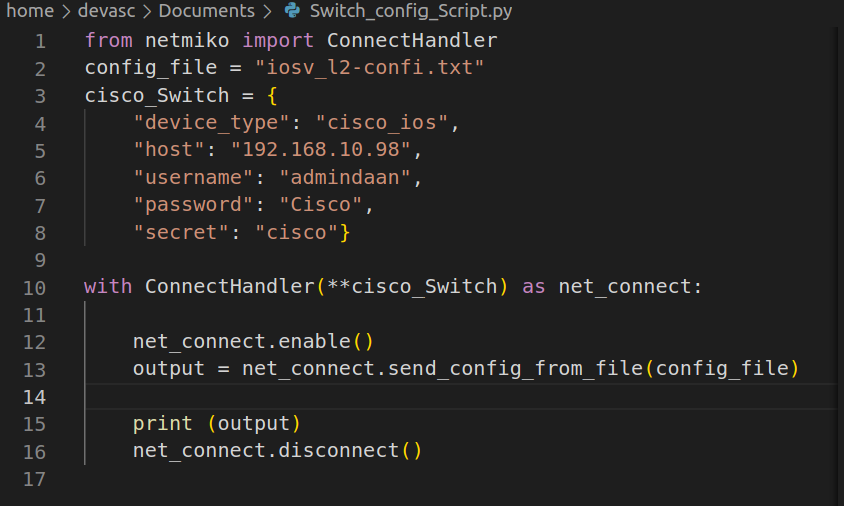 home > devasc > Documents > Switch_config_Script.py
1 from netmiko import ConnectHandler
2 config_file = "iosv_l2-confi.txt"
3 cisco_Switch = {
4     "device_type": "cisco_ios",
5     "host": "192.168.10.98",
6     "username": "admindaan",
7     "password": "Cisco",
8     "secret": "cisco"}
9
10 with ConnectHandler(**cisco_Switch) as net_connect:
11
12     net_connect.enable()
13     output = net_connect.send_config_from_file(config_file)
14
15     print (output)
16     net_connect.disconnect()
17